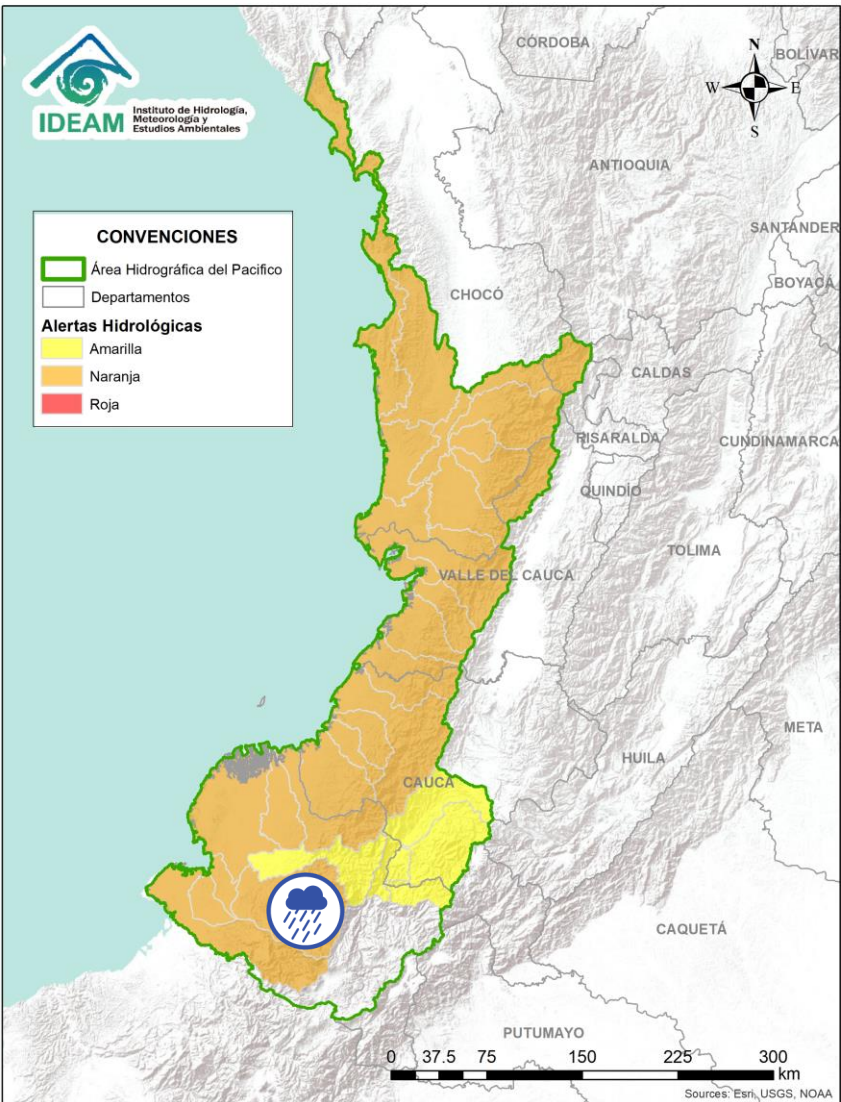 IDEAM
Instituto de Hidrología,
Meteorología y
Estudios Ambientales
N
W
E
S
CÓRDOBA
BOLÍVAR
ANTIOQUIA
SANTANDER
BOYACÁ
CHOCÓ
CONVENCIONES
Área Hidrográfica del Pacifico
Departamentos
Alertas Hidrológicas
Amarilla
Naranja
Roja
CALDAS
RISARALDA
CUNDINAMARCA
QUINDÍO
TOLIMA
VALLE DEL CAUCA
META
HUILA
CAUCA
CAQUETÁ
PUTUMAYO
0 37.5 75 150 225 300
km
Sources: Esri, USGS, NOAA